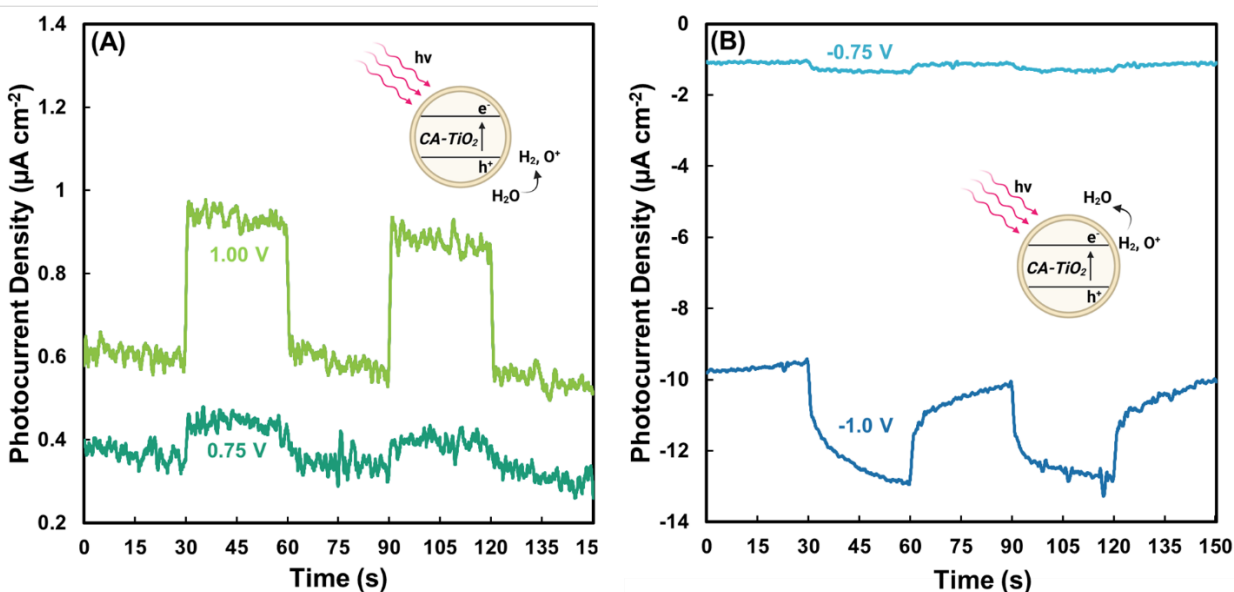 (A)
Photocurrent Density (µA cm⁻²)
1.4
1.2
1
0.8
0.6
0.4
0.2
hv
e⁻
CA-TiO₂
h⁺
H₂, O⁺
H₂O
1.00 V
0.75 V
0 15 30 45 60 75 90 105 120 135 15
Time (s)
(B)
Photocurrent Density (µA cm⁻²)
-0
-2
-4
-6
-8
-10
-12
-14
-0.75 V
hv
H₂O
e⁻
H₂, O⁺
CA-TiO₂
h⁺
-1.0 V
0 15 30 45 60 75 90 105 120 135 150
Time (s)